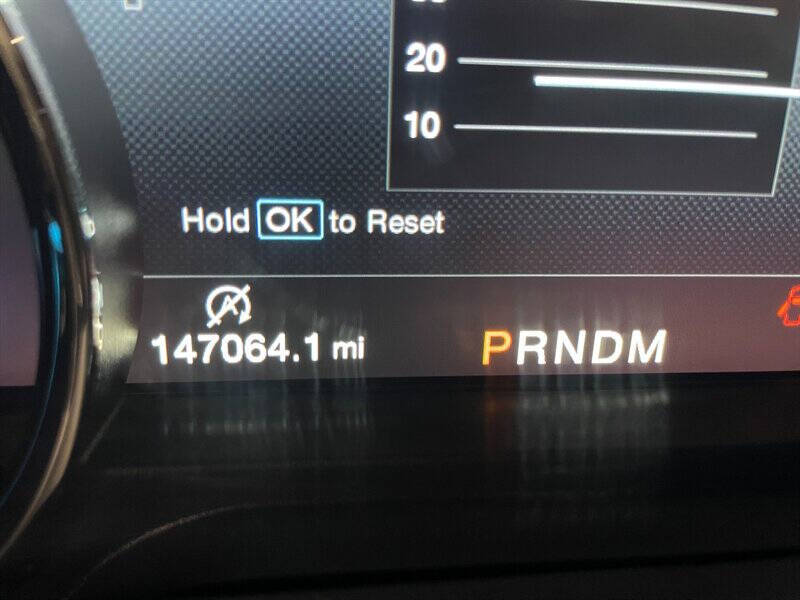 20
10
Hold OK to Reset
147064.1 mi
PRNDM